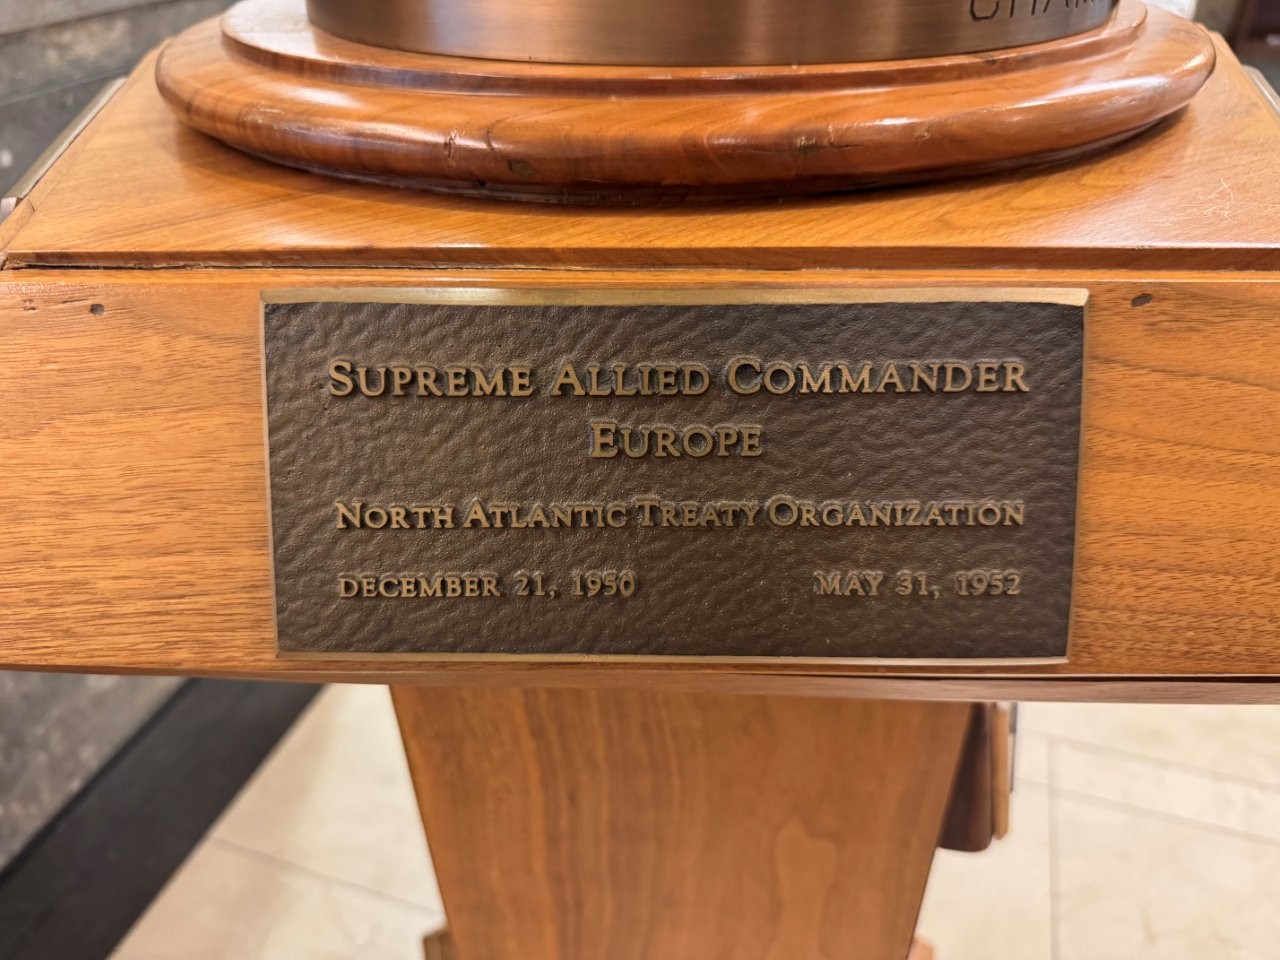 SUPREME ALLIED COMMANDER
EUROPE
NORTH ATLANTIC TREATY ORGANIZATION
DECEMBER 21, 1950 MAY 31, 1952